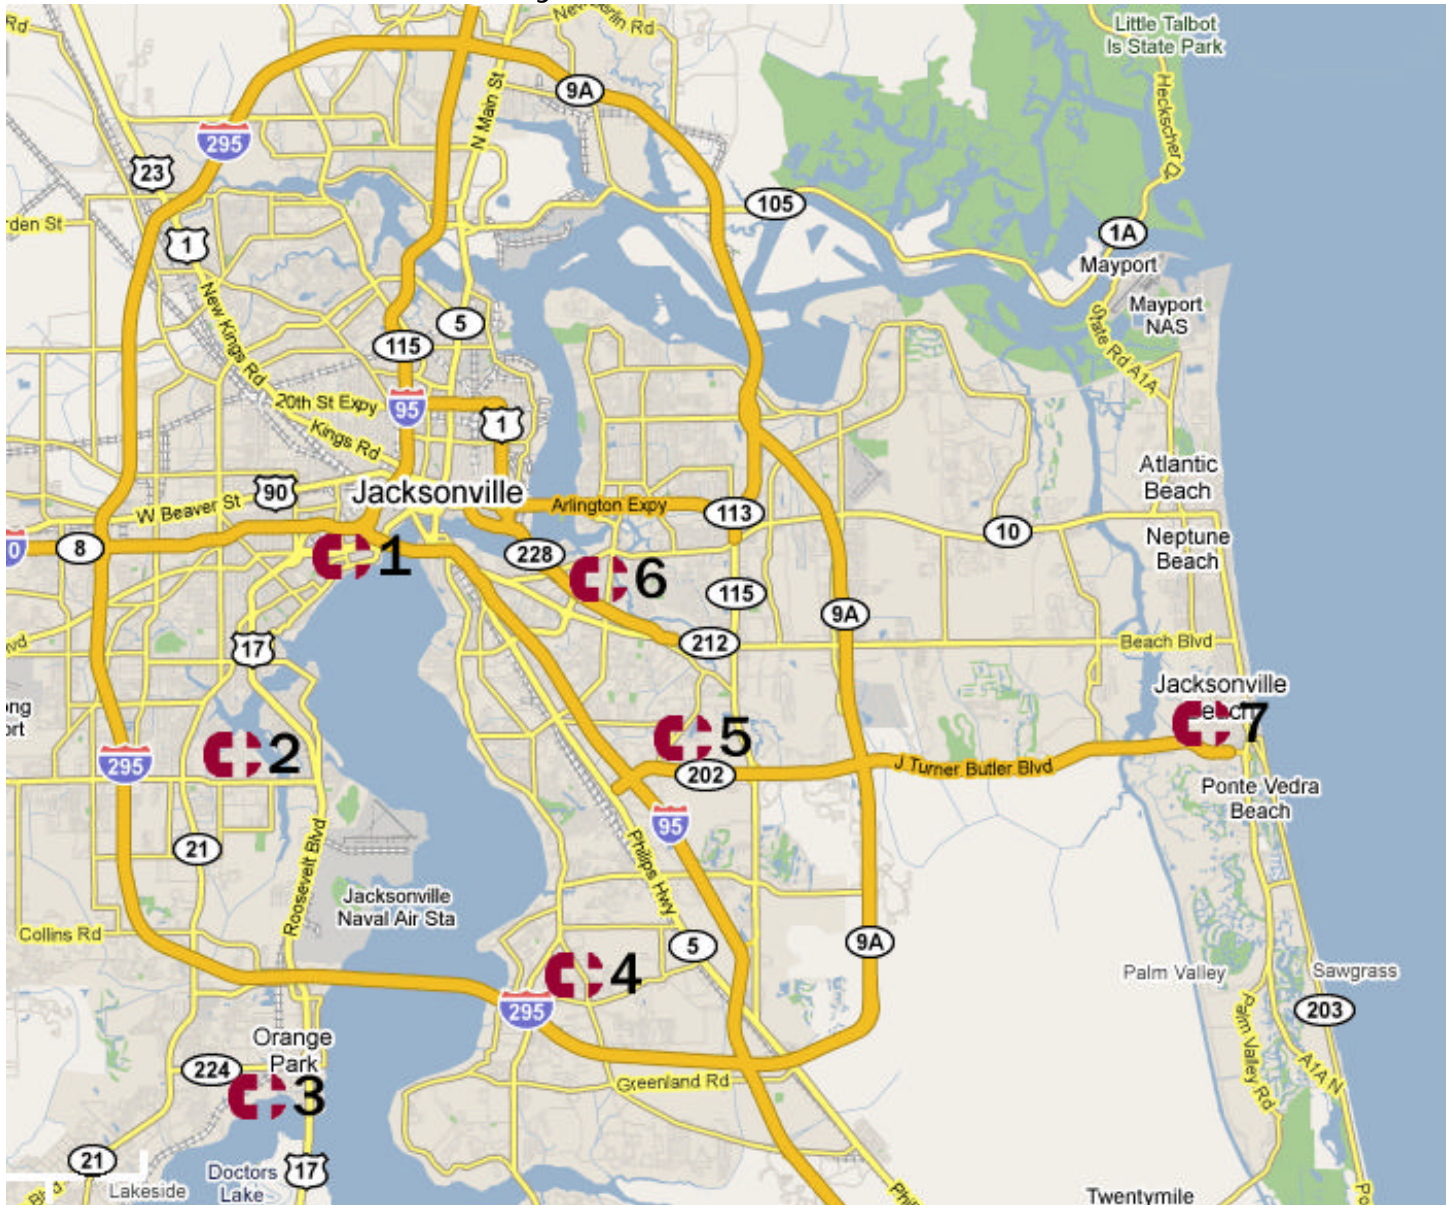 Little Talbot
Is State Park
Rd
N Main St
9A
295
Heckscher
23
105
rden St
1
1A
Mayport
New Kings Rd
Mayport
NAS
5
115
State Rd A1A
20th St Expy
95
1
Kings Rd
90
Jacksonville
Atlantic
Beach
W Beaver St
Arlington Expy
113
10
8
228
Neptune
Beach
1
6
115
9A
17
212
Beach Blvd
Jacksonville
Beach
7
2
5
295
202
J Turner Butler Blvd
Ponte Vedra
Beach
95
Philips Hwy
21
Roosevelt Blvd
Jacksonville
Naval Air Sta
Collins Rd
5
9A
4
Palm Valley
Sawgrass
295
203
Orange
Park
224
Palm Valley Rd
A1A N
Greenland Rd
3
21
Doctors
Lake
17
Lakeside
Twentymile